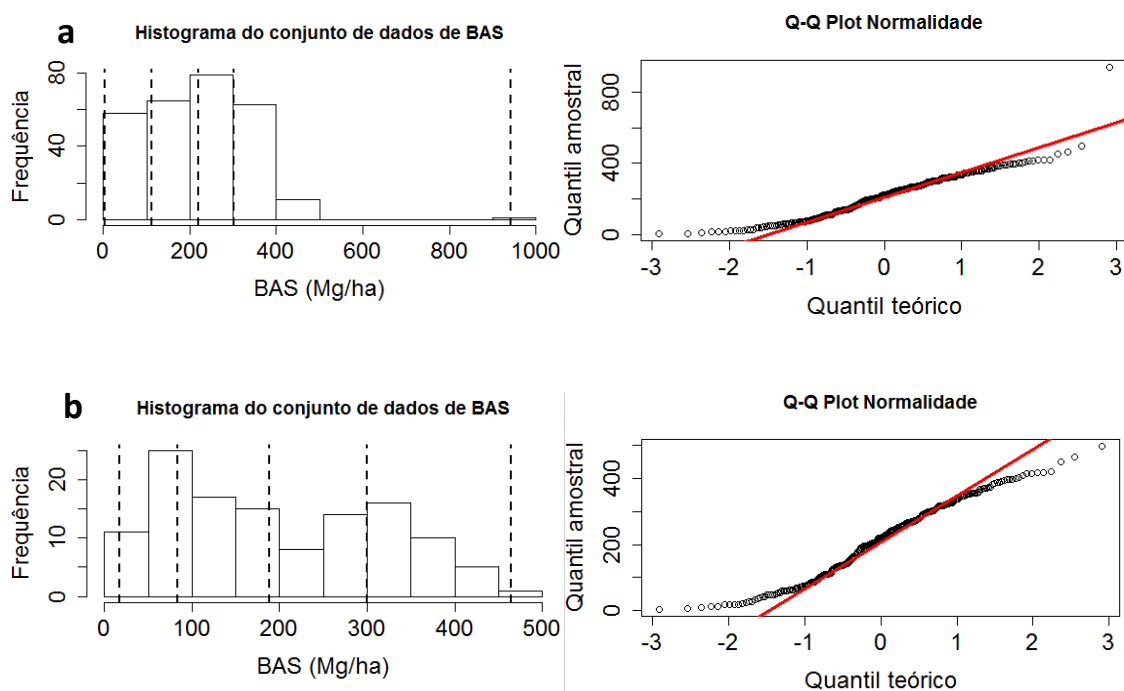 a
Histograma do conjunto de dados de BAS
Frequência
0 40 80
0 200 400 600 800 1000
BAS (Mg/ha)
Q-Q Plot Normalidade
Quantil amostral
0 400 800
-3 -2 -1 0 1 2 3
Quantil teórico
b
Histograma do conjunto de dados de BAS
Frequência
0 10 20
0 100 200 300 400 500
BAS (Mg/ha)
Q-Q Plot Normalidade
Quantil amostral
0 200 400
-3 -2 -1 0 1 2 3
Quantil teórico